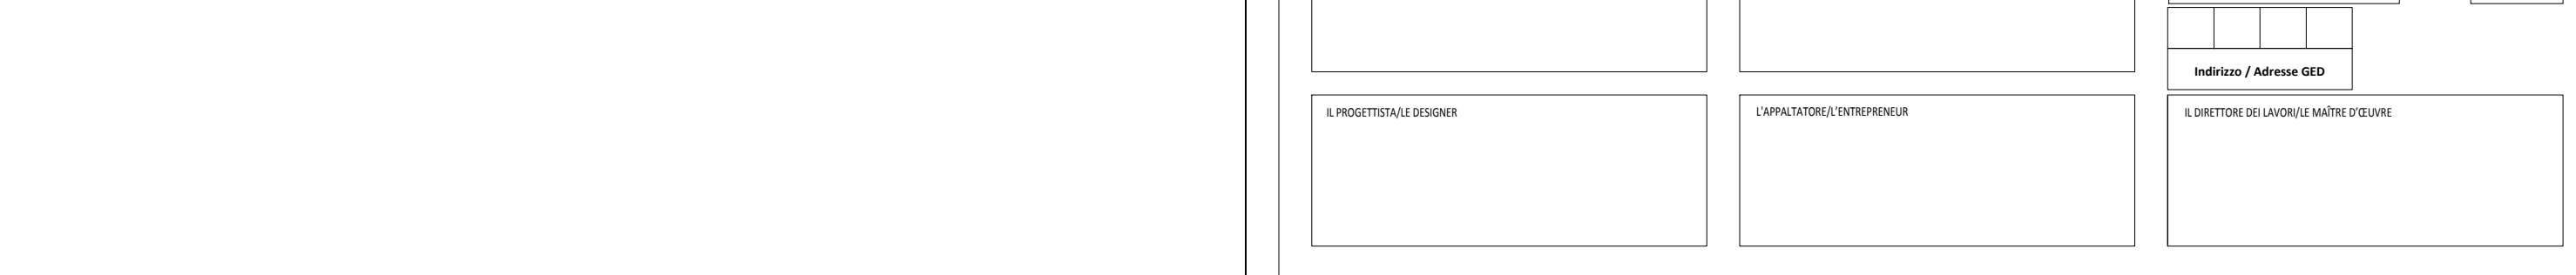 Indirizzo / Adresse GED
IL PROGETTISTA/LE DESIGNER
L'APPALTATORE/L'ENTREPRENEUR
IL DIRETTORE DEI LAVORI/LE MAÎTRE D'ŒUVRE